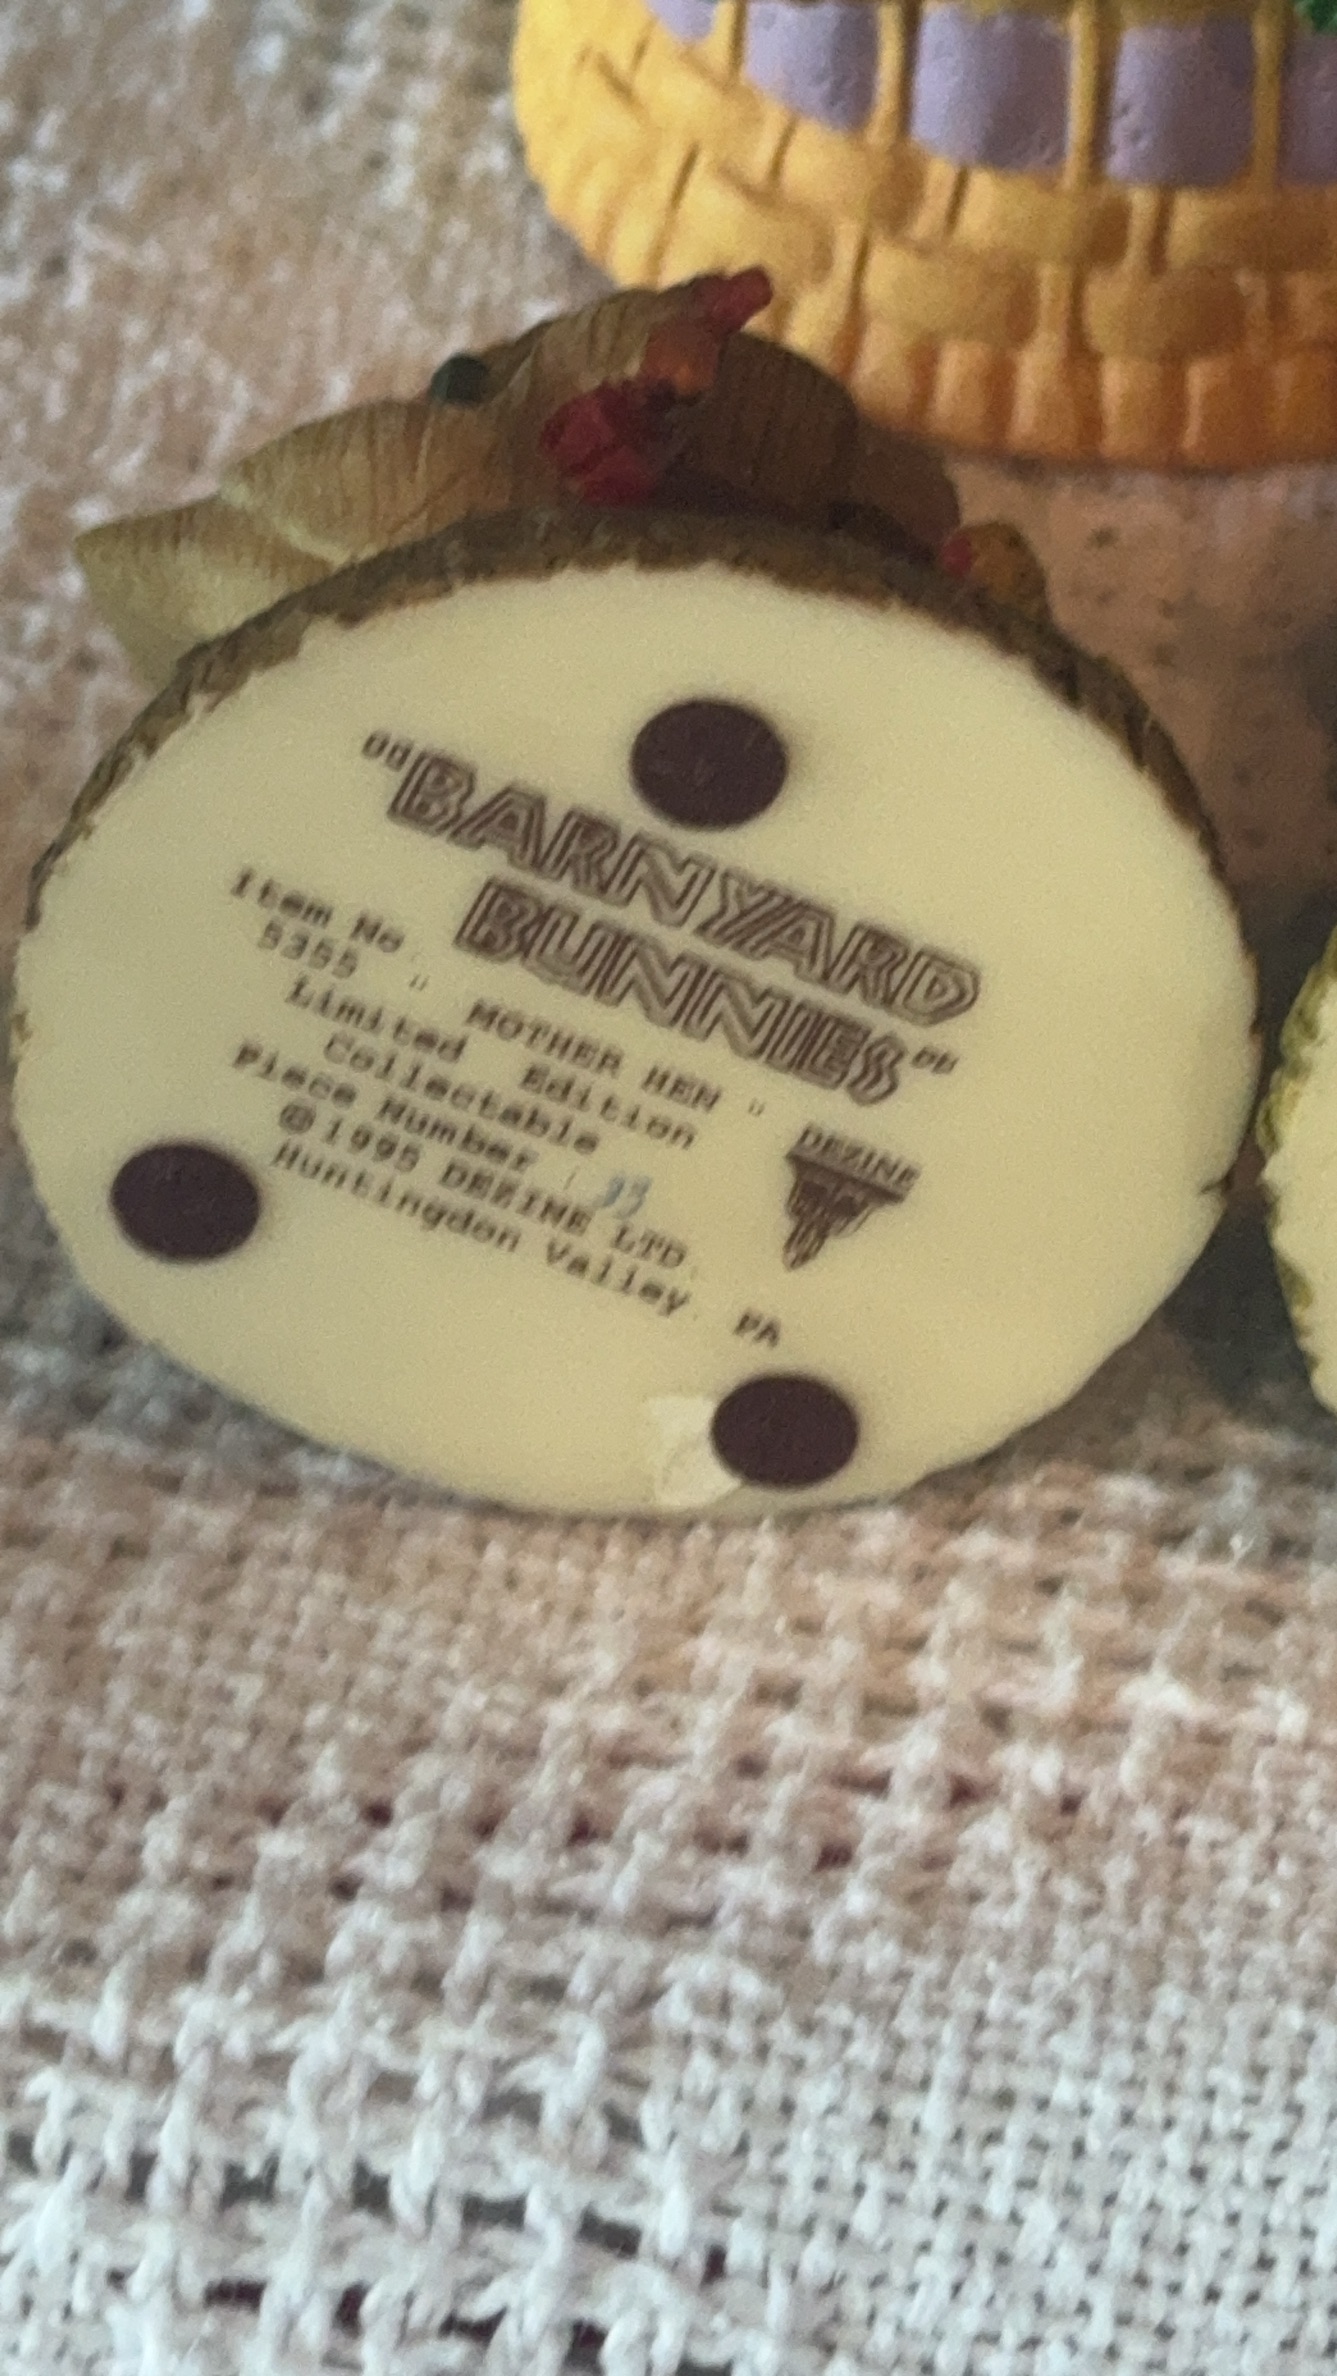 "BARNYARD
BUNNIES"
Item No.
5355 " MOTHER HEN "
Limited Edition
Collectable
Piece Number :
©1995 DEZINE LTD.
Huntingdon Valley, PA
DEZINE